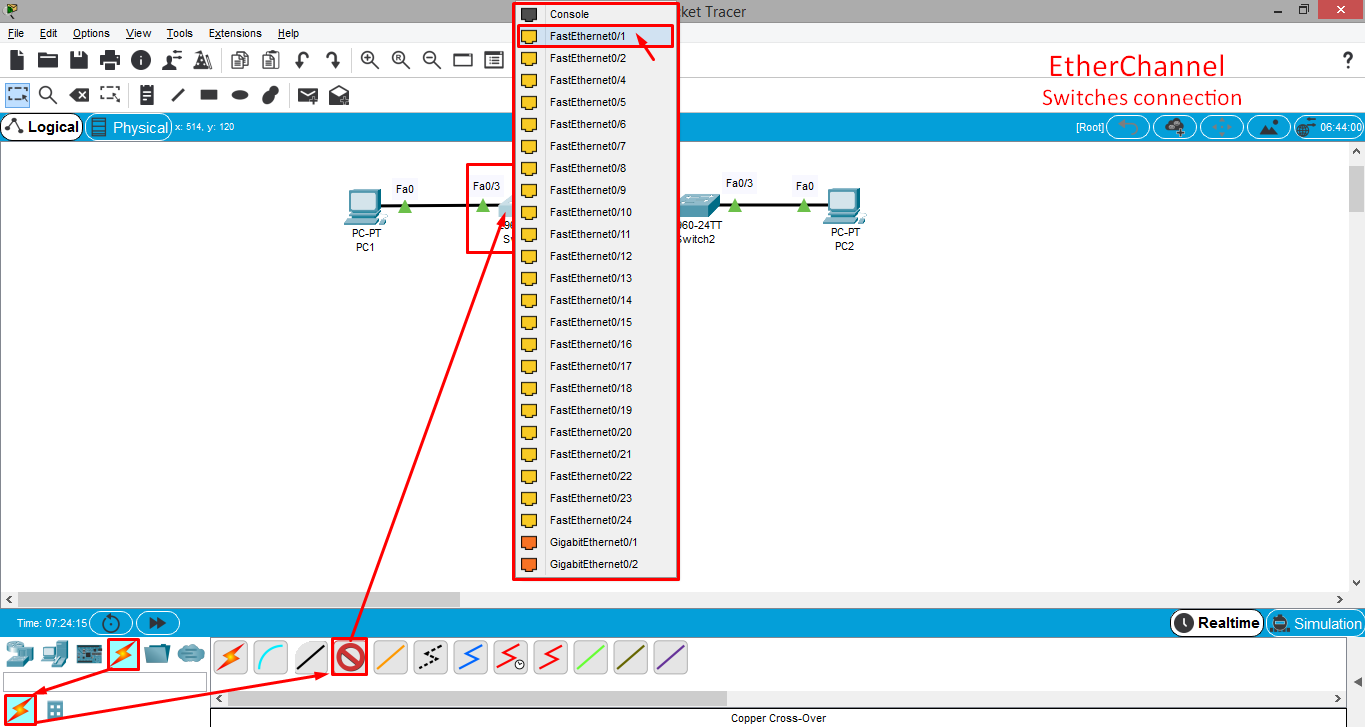 Console
ket Tracer
File Edit Options View Tools Extensions Help
FastEthernet0/1
FastEthernet0/2
FastEthernet0/4
FastEthernet0/5
FastEthernet0/6
FastEthernet0/7
FastEthernet0/8
FastEthernet0/9
FastEthernet0/10
FastEthernet0/11
FastEthernet0/12
FastEthernet0/13
FastEthernet0/14
FastEthernet0/15
FastEthernet0/16
FastEthernet0/17
FastEthernet0/18
FastEthernet0/19
FastEthernet0/20
FastEthernet0/21
FastEthernet0/22
FastEthernet0/23
FastEthernet0/24
GigabitEthernet0/1
GigabitEthernet0/2
EtherChannel
Switches connection
?
Logical Physical x: 514, y: 120
[Root] 06:44:00
Fa0 Fa0/3 Fa0/3 Fa0
PC-PT
PC1
Sw
960-24TT
Switch2
PC-PT
PC2
Time: 07:24:15
Realtime Simulation
Copper Cross-Over